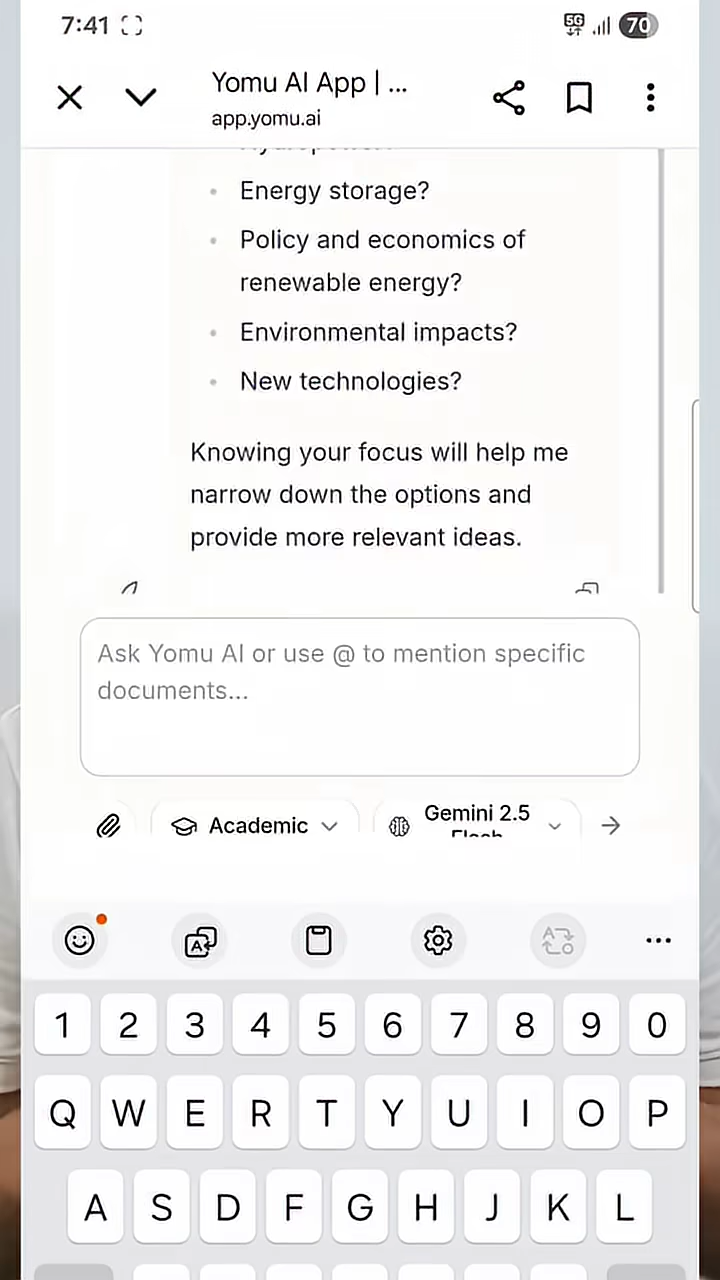 7:41
5G
70
Yomu AI App | ...
app.yomu.ai
Energy storage?
Policy and economics of
renewable energy?
Environmental impacts?
New technologies?
Knowing your focus will help me
narrow down the options and
provide more relevant ideas.
Ask Yomu AI or use @ to mention specific
documents...
Academic
Gemini 2.5
Flash
1 2 3 4 5 6 7 8 9 0
Q W E R T Y U I O P
A S D F G H J K L